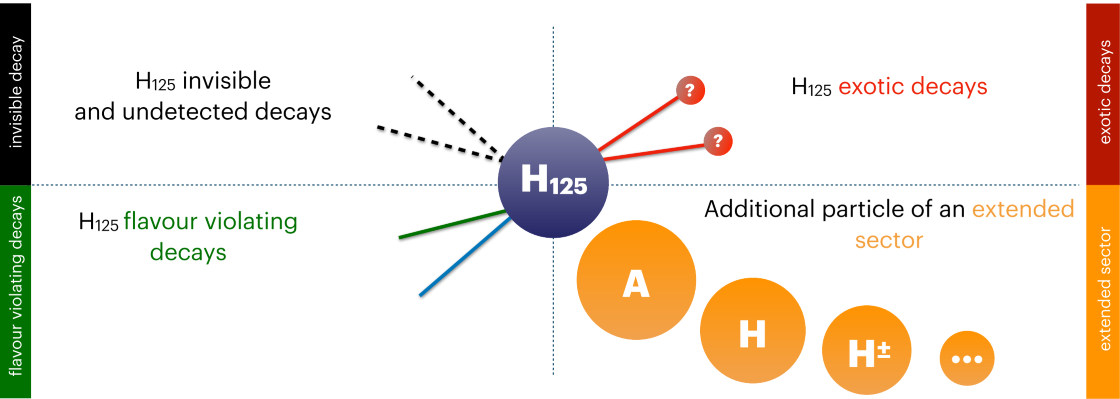 invisible decay
H₁₂₅ invisible
and undetected decays
?
?
H₁₂₅ exotic decays
exotic decays
H₁₂₅
flavour violating decays
H₁₂₅ flavour violating
decays
Additional particle of an extended
sector
extended sector
A
H
H±
...